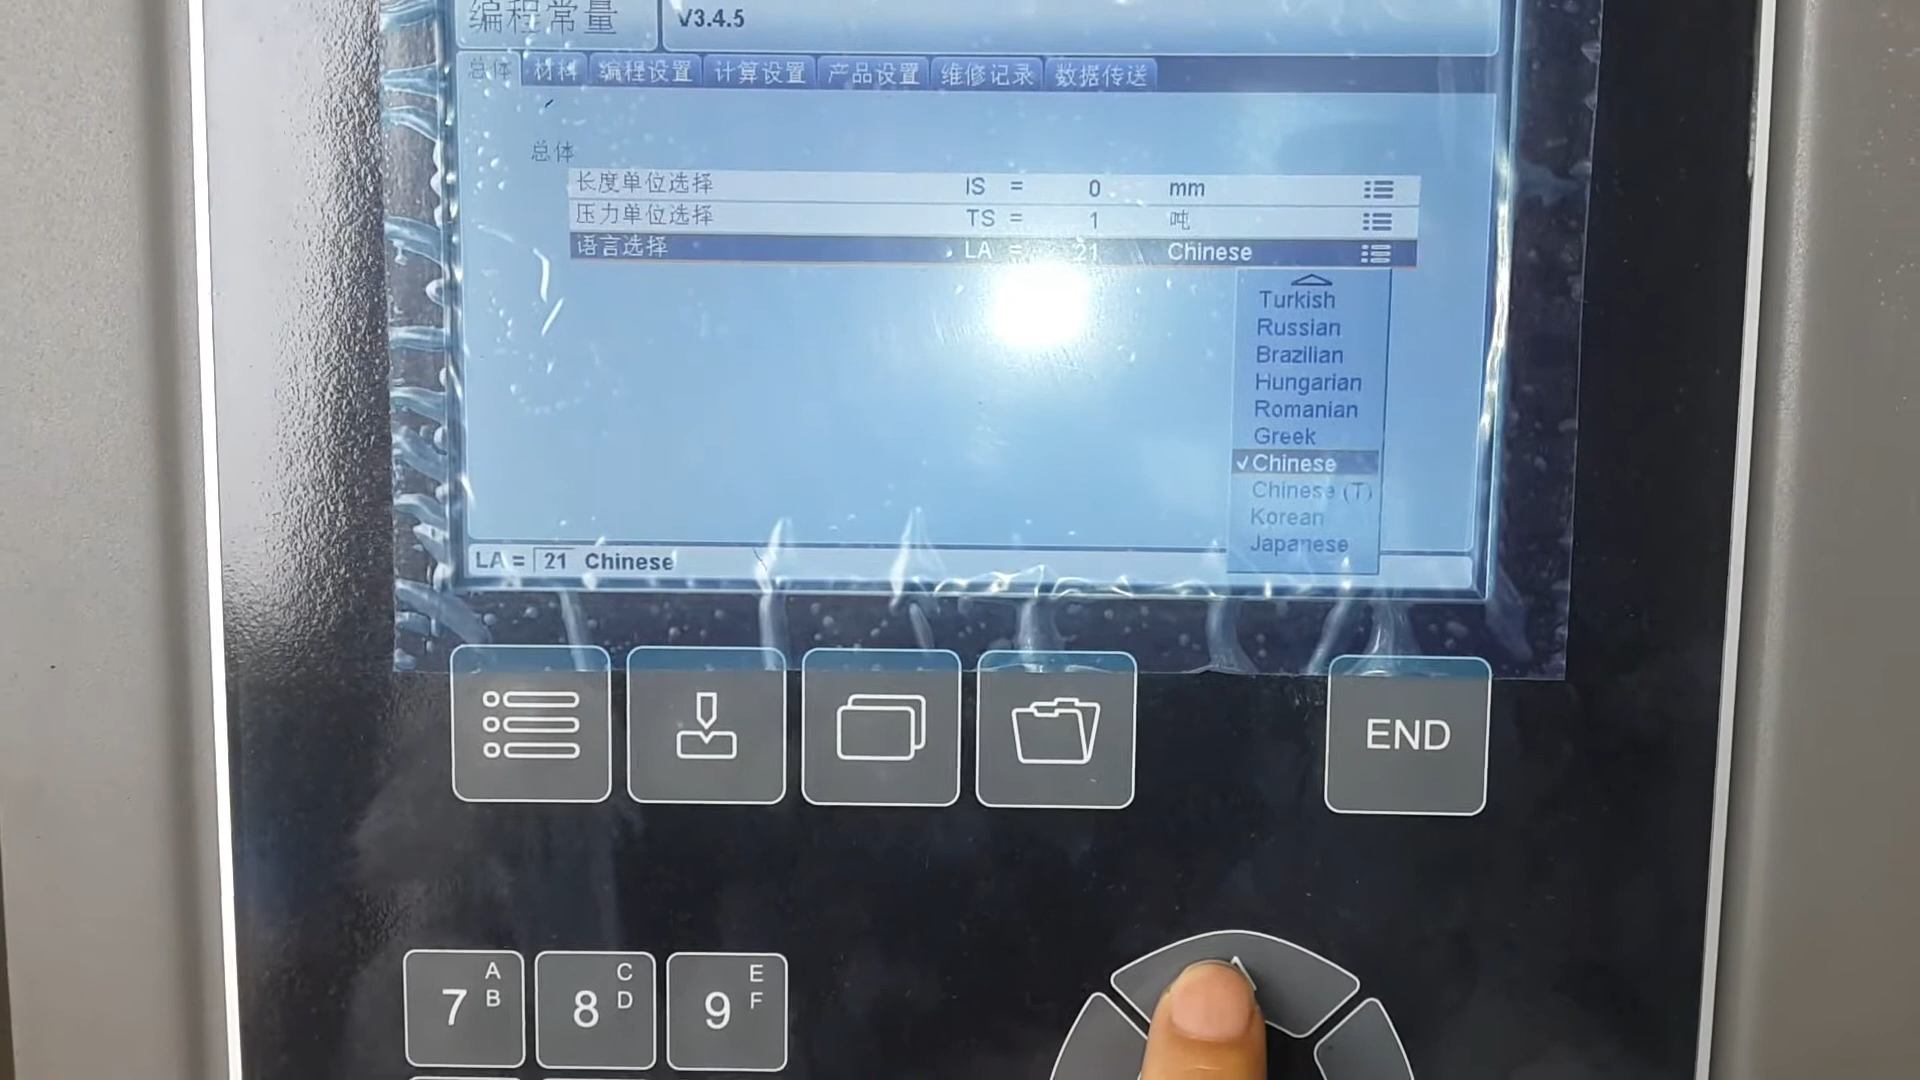 编程常量
V3.4.5
总体 材料 编程设置 计算设置 产品设置 维修记录 数据传送
总体
长度单位选择 IS = 0 mm
压力单位选择 TS = 1 吨
语言选择 LA = 21 Chinese
Turkish
Russian
Brazilian
Hungarian
Romanian
Greek
✓Chinese
Chinese (T)
Korean
Japanese
LA = 21 Chinese
END
7 A B 8 C D 9 E F